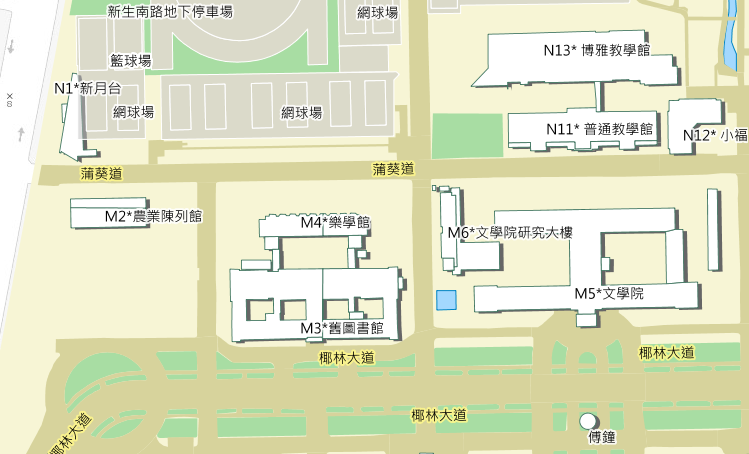 新生南路地下停車場
網球場
N13* 博雅教學館
籃球場
N1*新月台
網球場
網球場
N11* 普通教學館
N12* 小福
蒲葵道
蒲葵道
M2*農業陳列館
M4*樂學館
M6*文學院研究大樓
M5*文學院
M3*舊圖書館
椰林大道
椰林大道
椰林大道
椰林大道
傅鐘